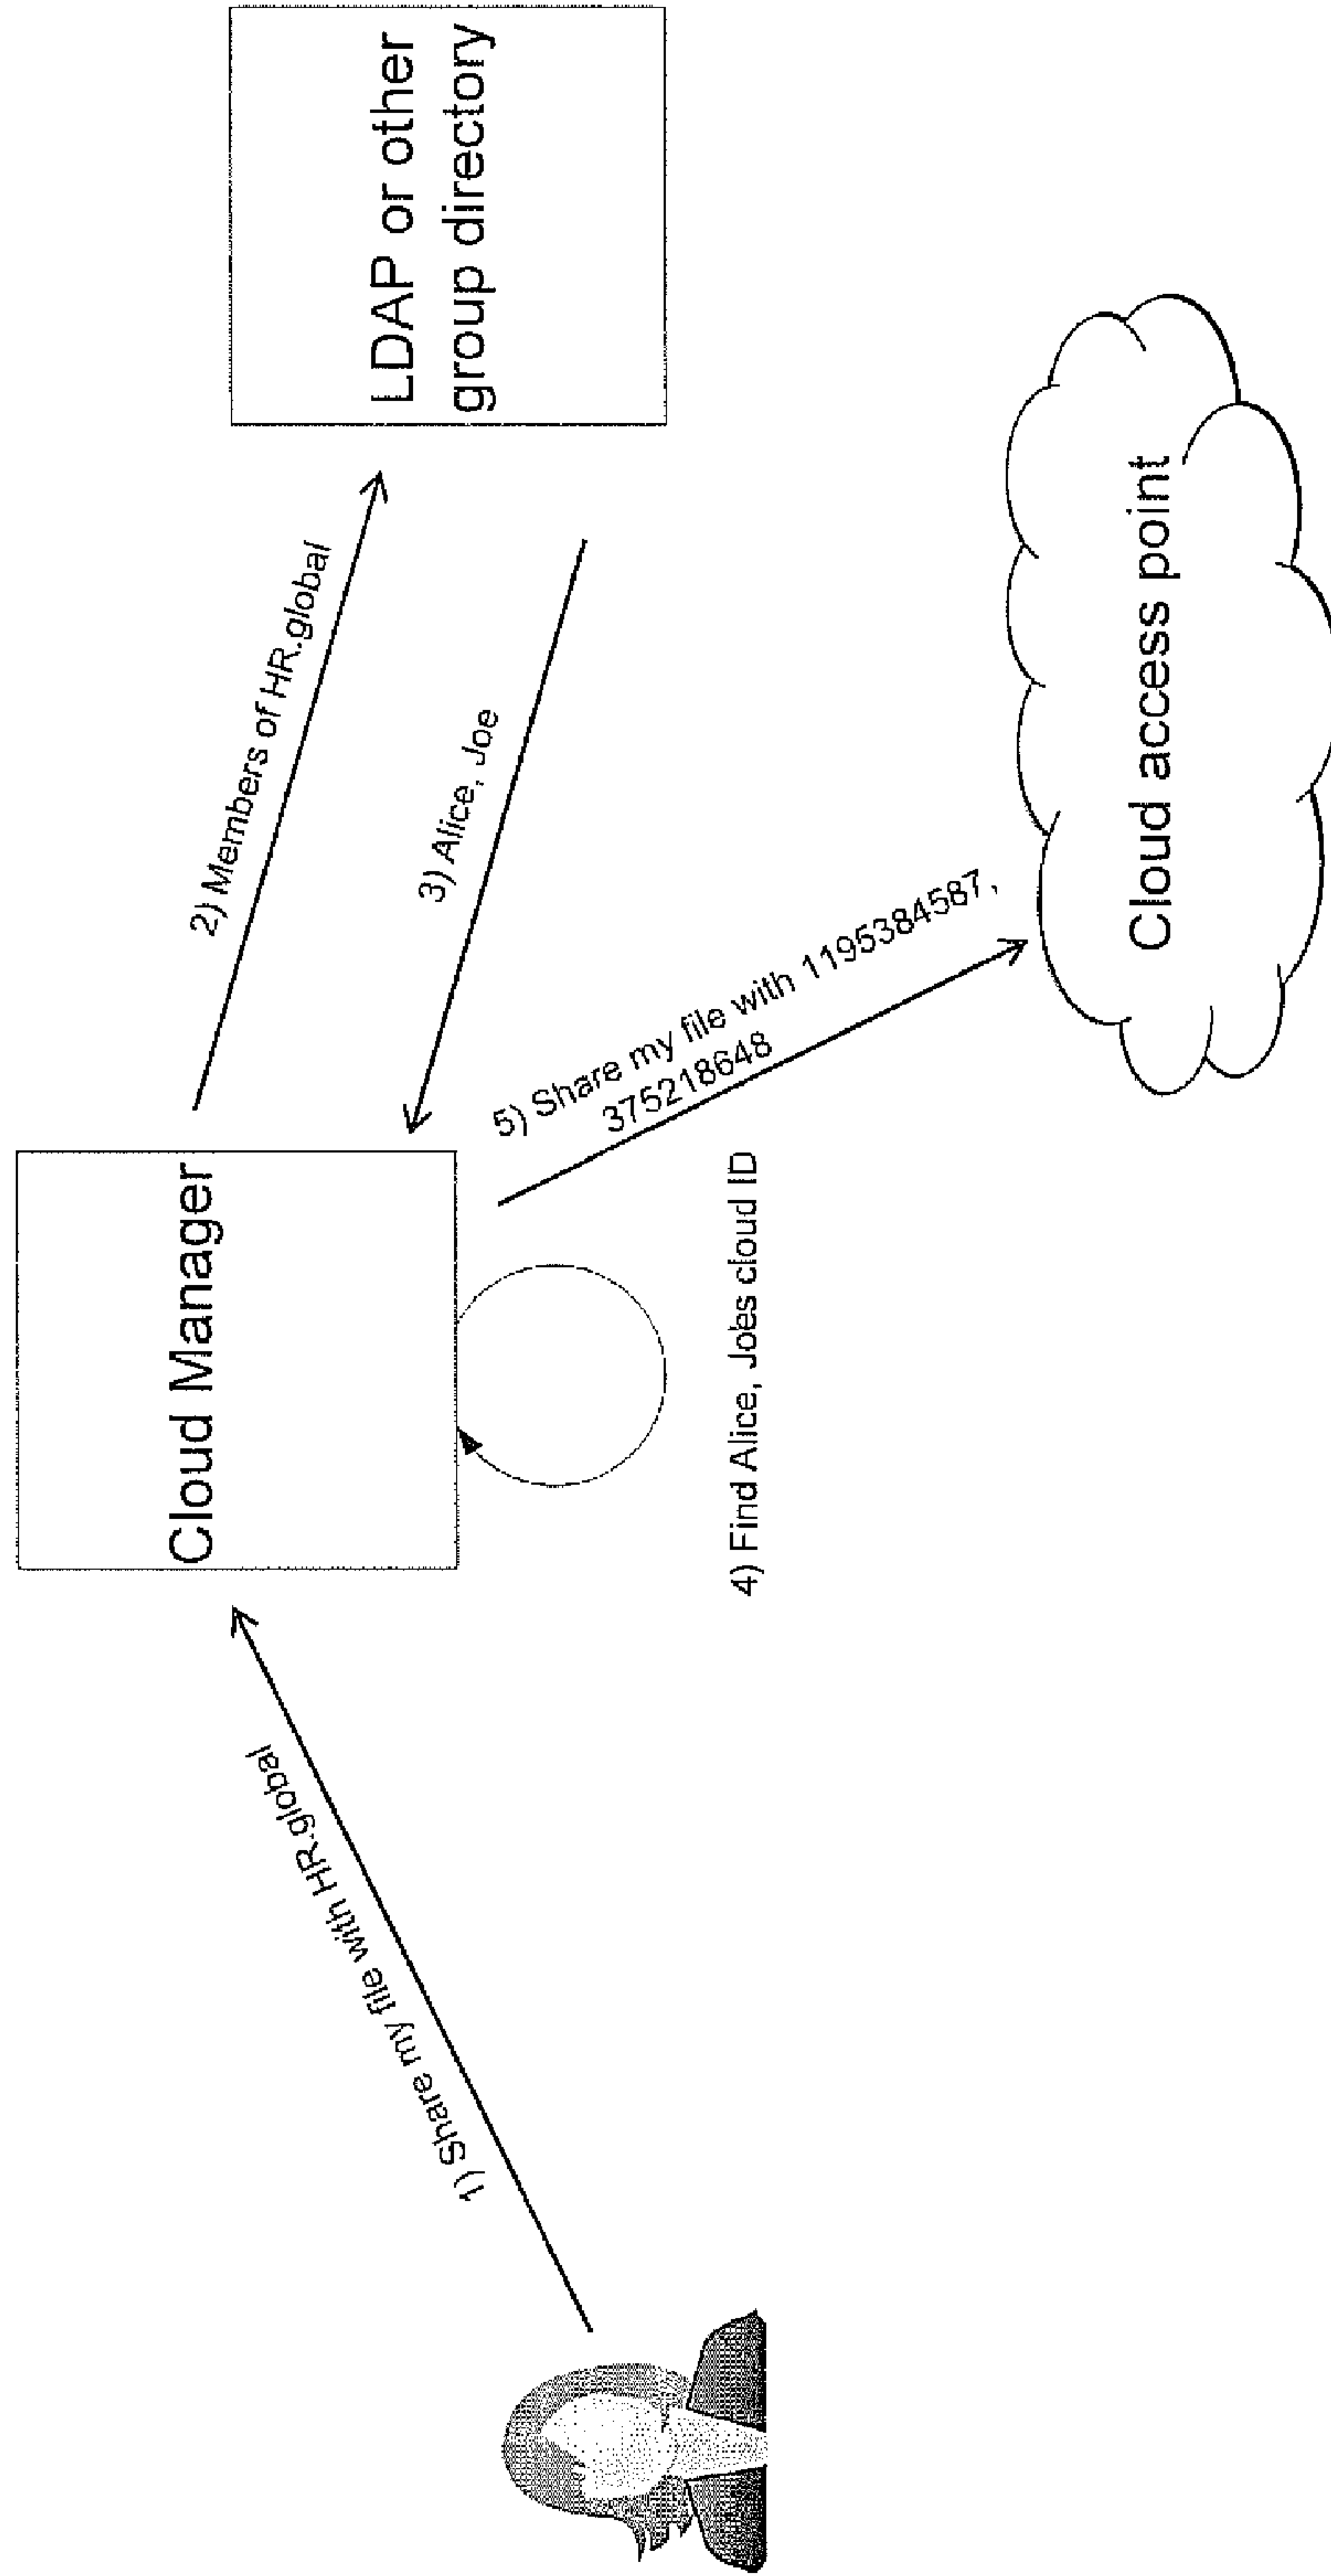 Cloud Manager
LDAP or other
group directory
1) Share my file with HR.global
2) Members of HR.global
3) Alice, Joe
4) Find Alice, Joes cloud ID
5) Share my file with 1195384587,
375218648
Cloud access point